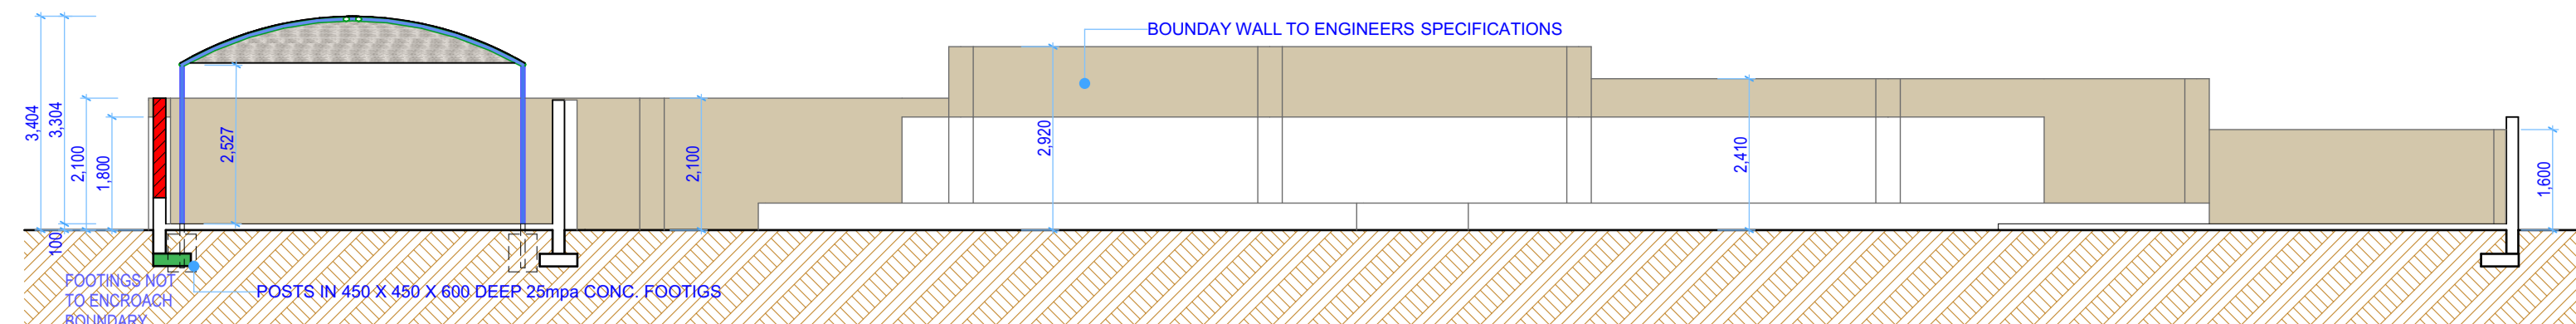 BOUNDAY WALL TO ENGINEERS SPECIFICATIONS
3,404
3,304
2,100
1,800
2,527
2,100
2,920
2,410
1,600
100
FOOTINGS NOT
TO ENCROACH
BOUNDARY
POSTS IN 450 X 450 X 600 DEEP 25mpa CONC. FOOTIGS